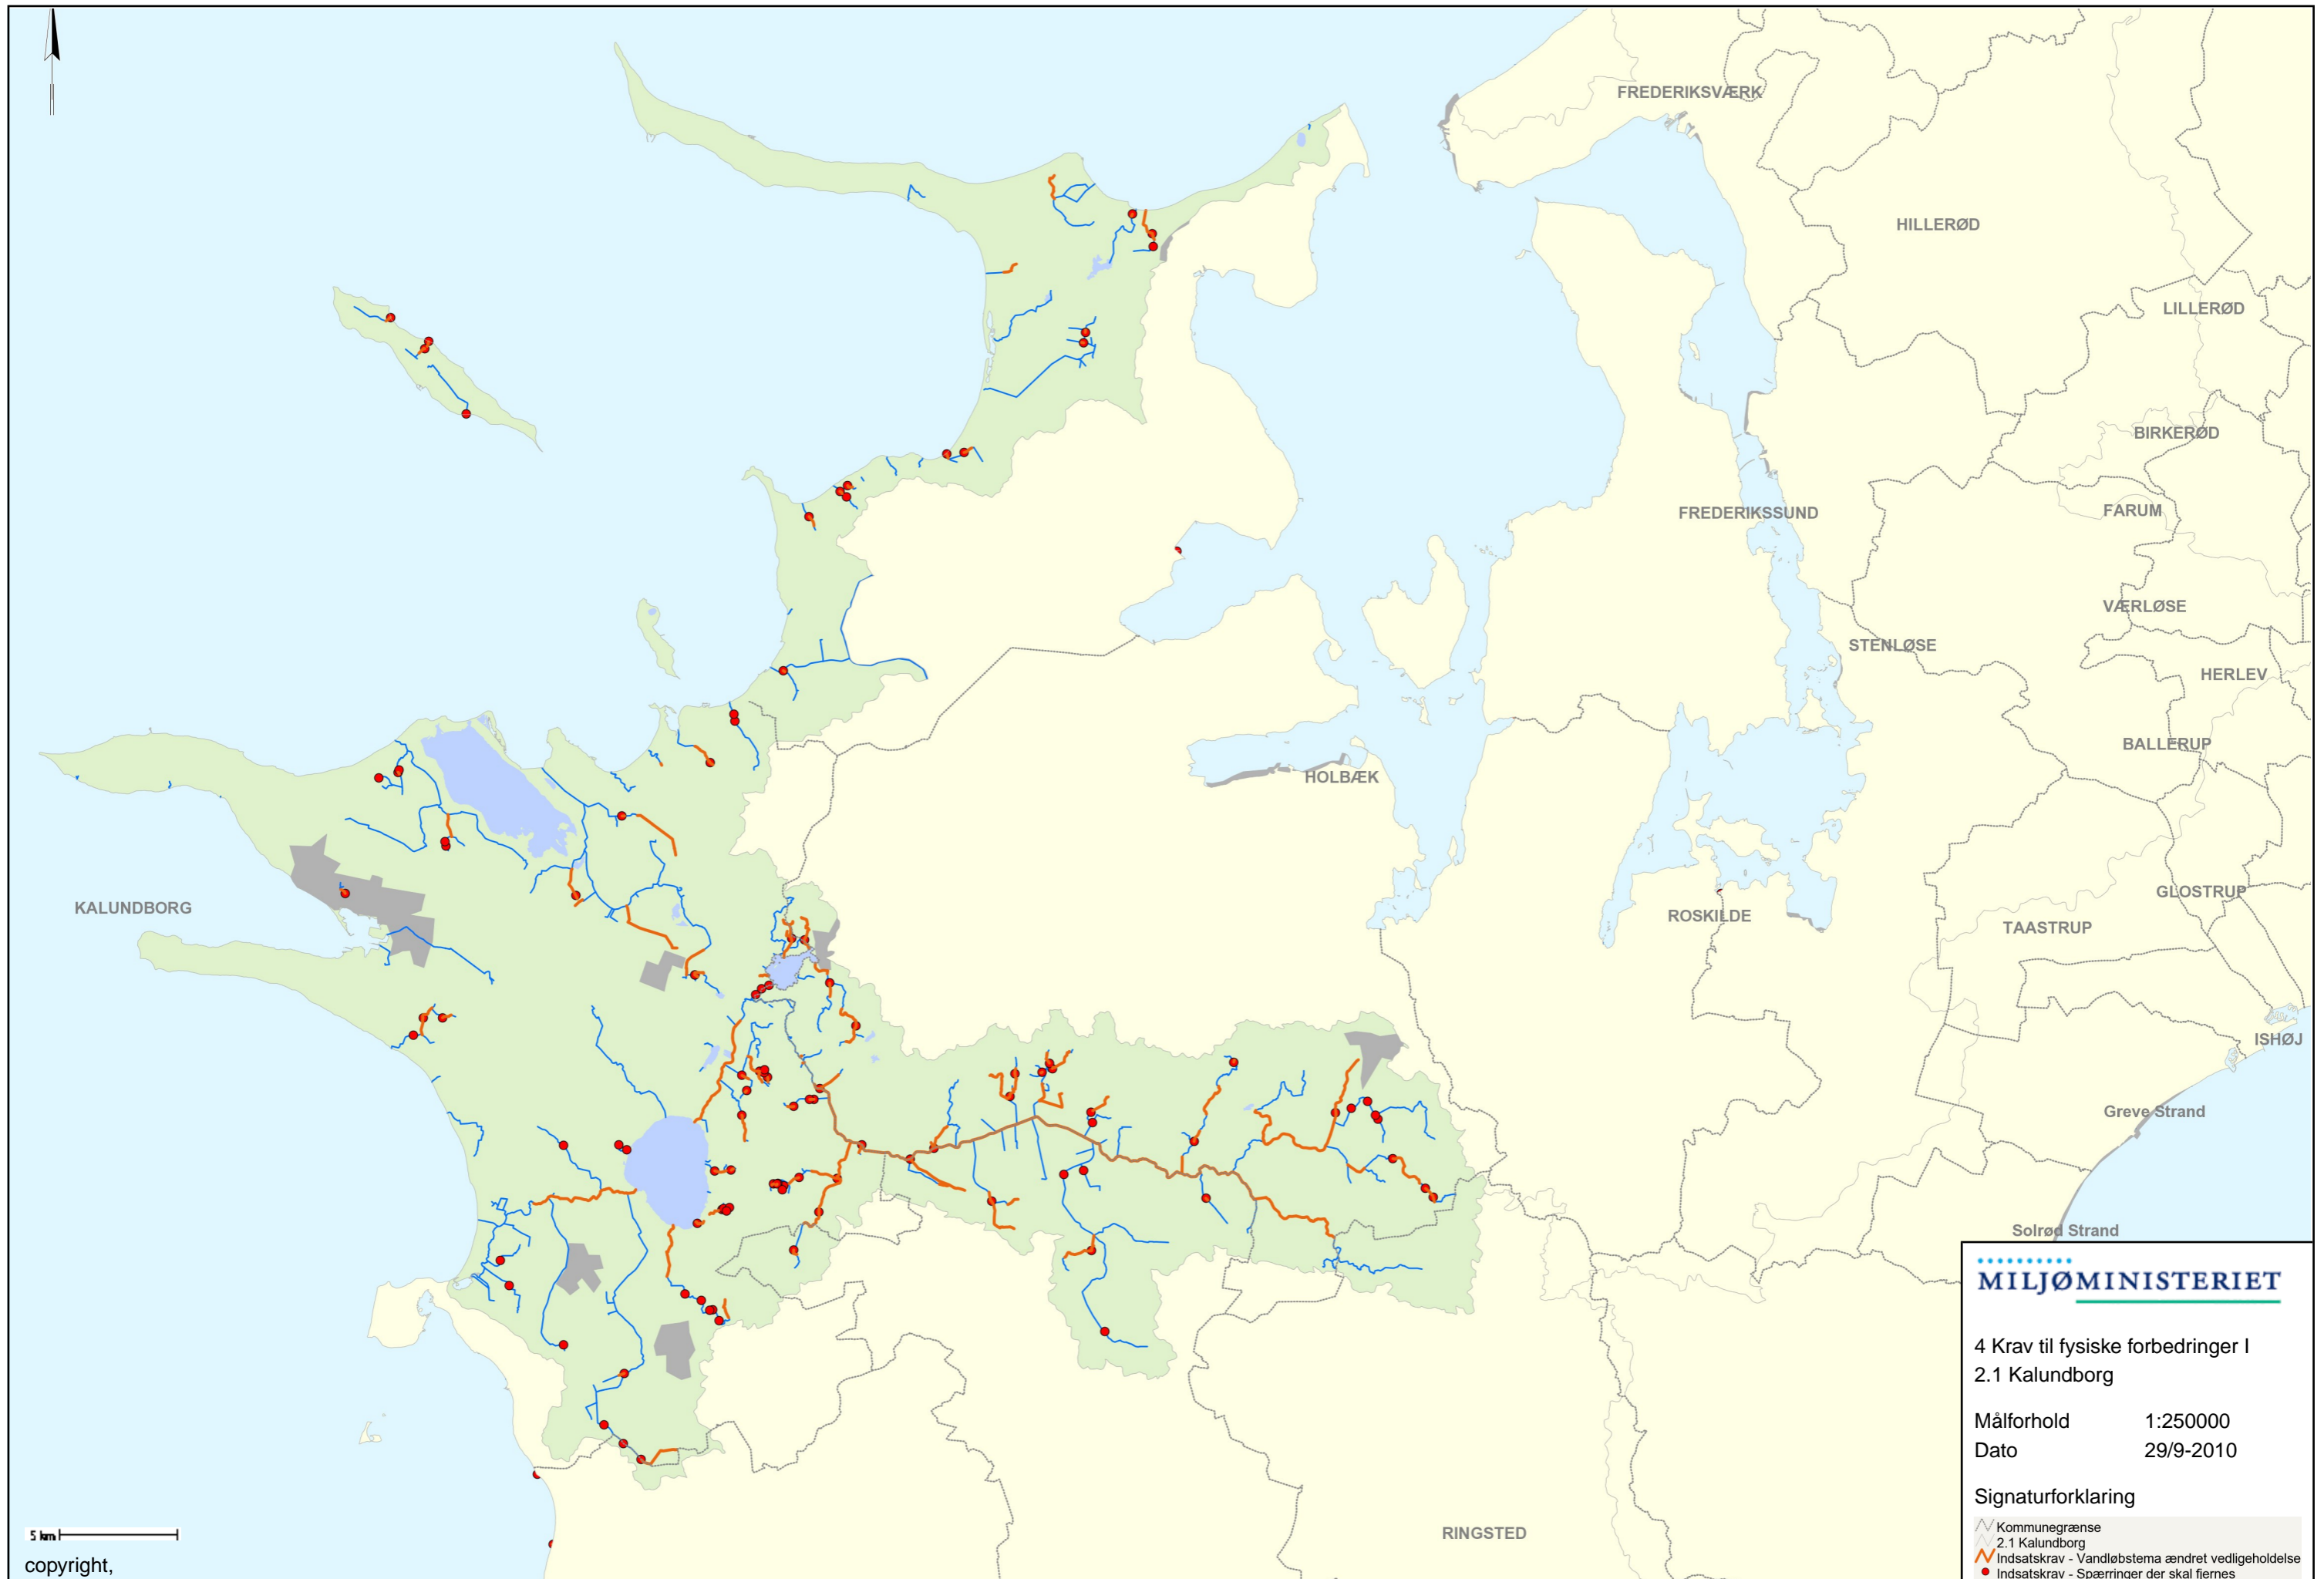 FREDERIKSVÆRK
HILLERØD
LILLERØD
BIRKERØD
FARUM
FREDERIKSSUND
VÆRLØSE
STENLØSE
HERLEV
BALLERUP
HOLBÆK
GLOSTRUP
KALUNDBORG
ROSKILDE
TAASTRUP
ISHØJ
Greve Strand
Solrød Strand
RINGSTED
5 km
copyright,
MILJØMINISTERIET
4 Krav til fysiske forbedringer I
2.1 Kalundborg
Målforhold 1:250000
Dato 29/9-2010
Signaturforklaring
Kommunegrænse
2.1 Kalundborg
Indsatskrav - Vandløbstema ændret vedligeholdelse
Indsatskrav - Spærringer der skal fjernes